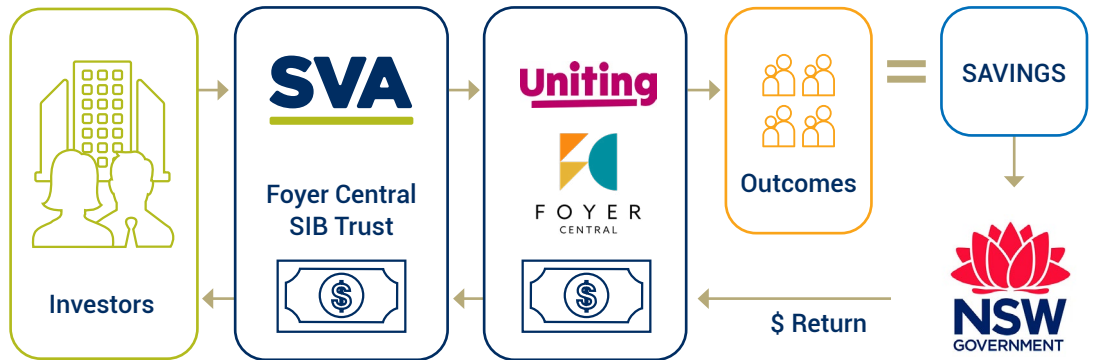 Investors
SVA
Foyer Central
SIB Trust
$
Uniting
FOYER
CENTRAL
$
Outcomes
=
SAVINGS
$ Return
NSW
GOVERNMENT